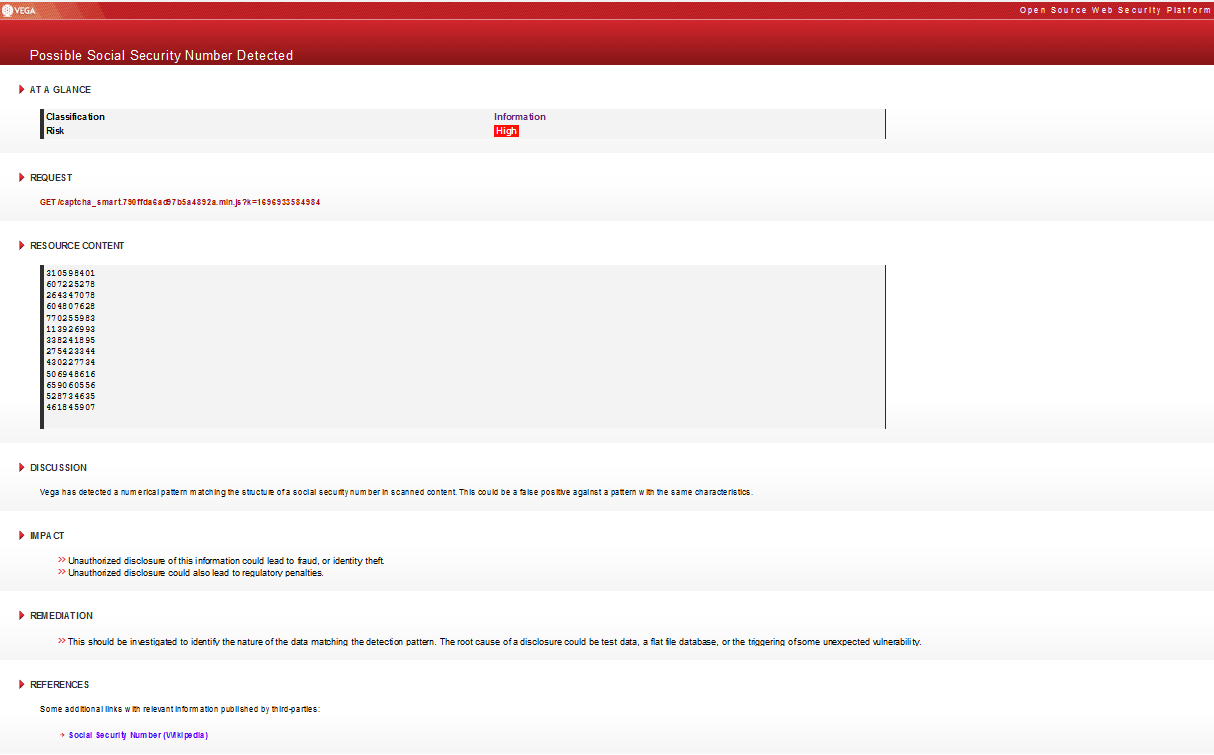 VEGA
Open Source Web Security Platform
Possible Social Security Number Detected
AT A GLANCE
Classification Information
Risk High
REQUEST
GET /captcha_smart.790ffda6ad97b5a4892a.min.js?k=1696933584984
RESOURCE CONTENT
310598401
607225278
264347078
604807628
770255983
113926993
338241895
275423344
430227734
506948616
659060556
528734635
461845907
DISCUSSION
Vega has detected a numerical pattern matching the structure of a social security number in scanned content. This could be a false positive against a pattern with the same characteristics.
IMPACT
>> Unauthorized disclosure of this information could lead to fraud, or identity theft.
>> Unauthorized disclosure could also lead to regulatory penalties.
REMEDIATION
>> This should be investigated to identify the nature of the data matching the detection pattern. The root cause of a disclosure could be test data, a flat file database, or the triggering of some unexpected vulnerability.
REFERENCES
Some additional links with relevant information published by third-parties:
Social Security Number (Wikipedia)